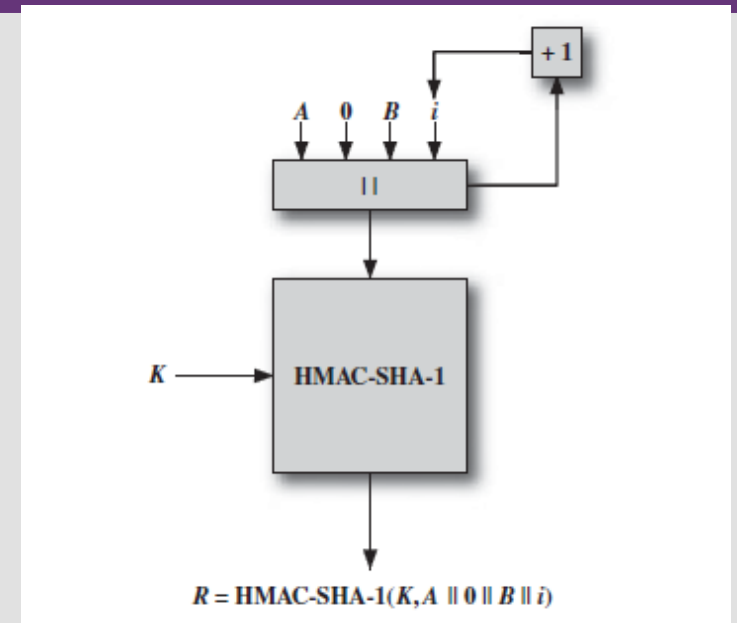 + 1
A 0 B i
||
K
HMAC-SHA-1
R = HMAC-SHA-1(K, A || 0 || B || i)